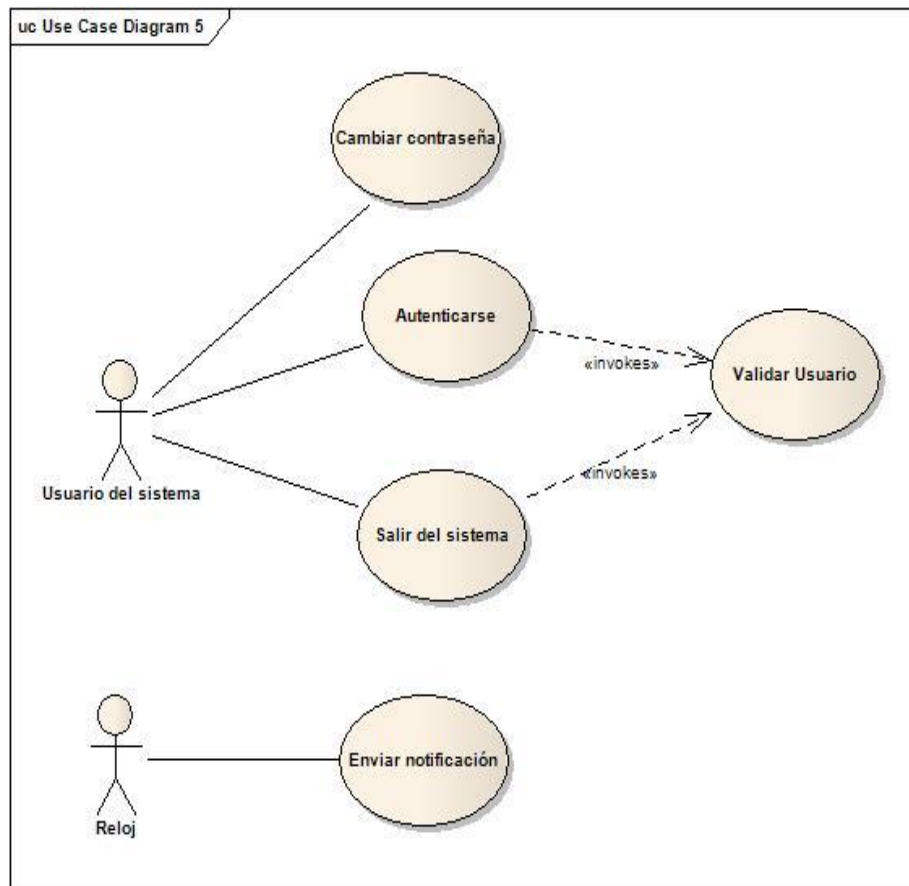 uc Use Case Diagram 5
Cambiar contraseña
Autenticarse
«invokes»
Validar Usuario
Usuario del sistema
«invokes»
Salir del sistema
Enviar notificación
Reloj